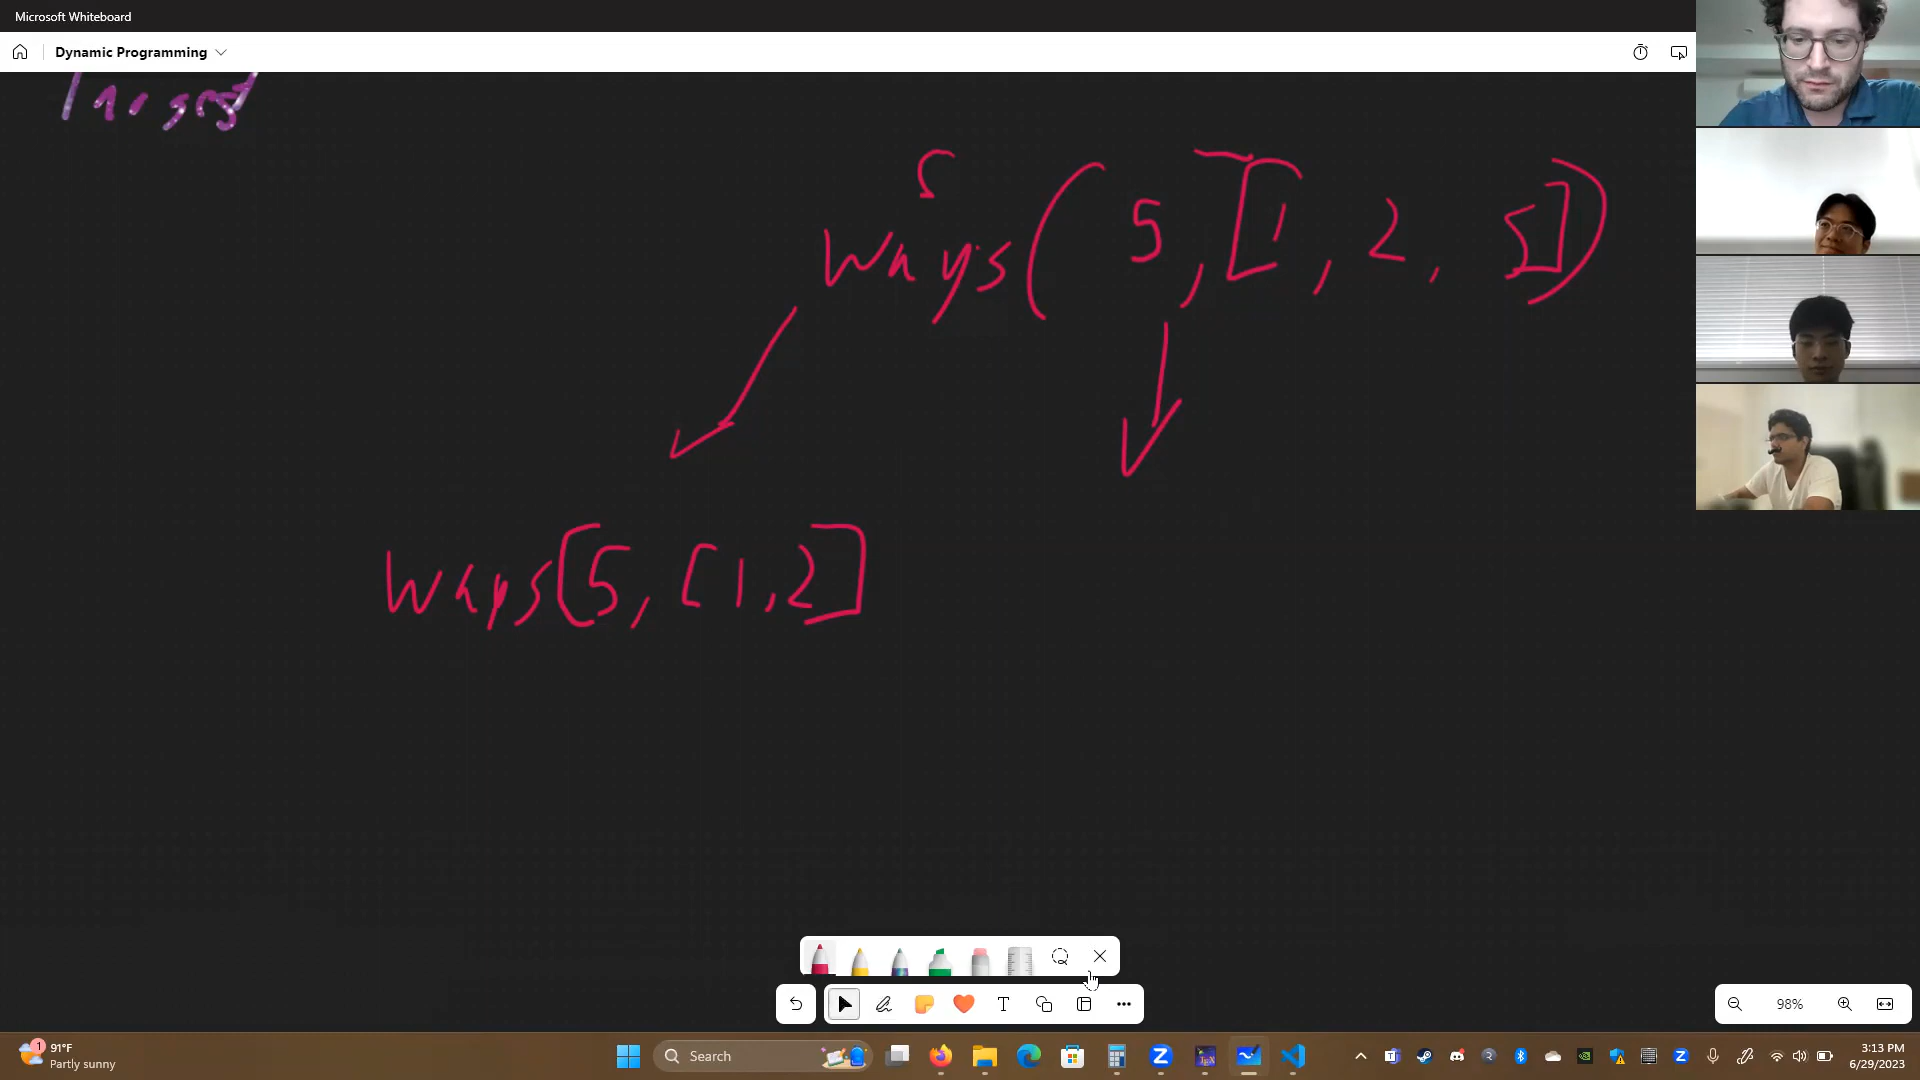 Microsoft Whiteboard
Dynamic Programming
ways( 5, [1, 2, 5])
ways[5, [1,2]
98%
1
91°F
Partly sunny
Search
3:13 PM
6/29/2023